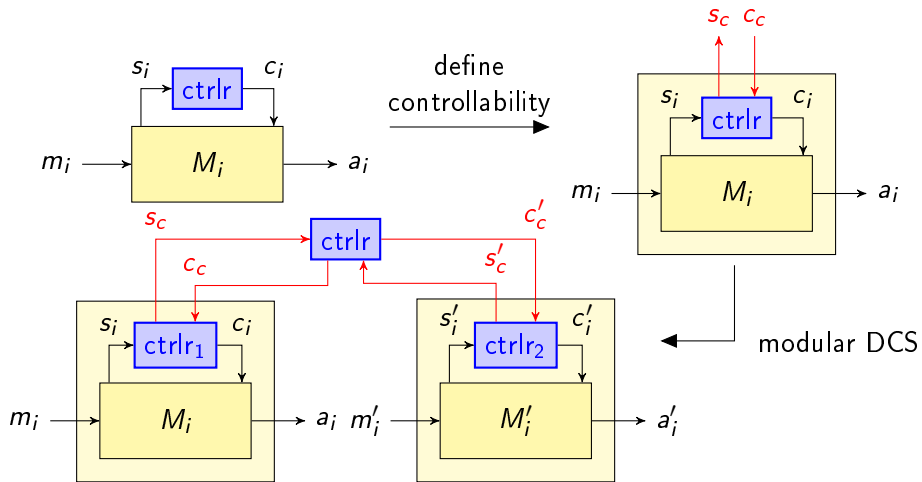 s_c c_c
s_i c_i
ctrlr
define
controllability
s_i c_i
ctrlr
m_i M_i a_i
m_i M_i a_i
s_c c'_c
ctrlr
c_c s'_c
s_i c_i
ctrlr_1
s'_i c'_i
ctrlr_2
modular DCS
m_i M_i a_i
m'_i M'_i a'_i